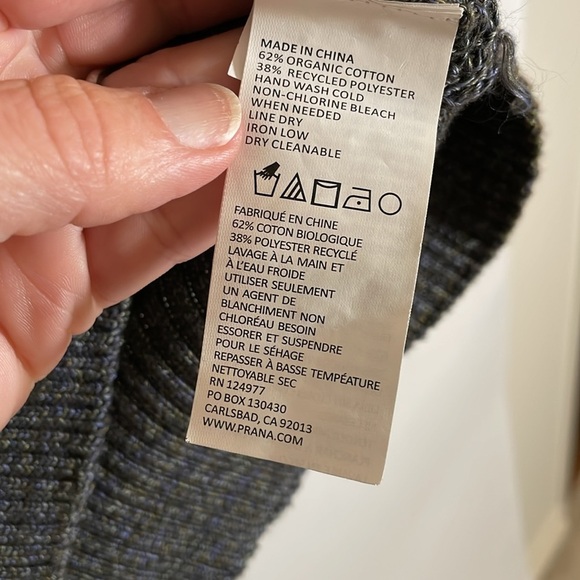 MADE IN CHINA
62% ORGANIC COTTON
38% RECYCLED POLYESTER
HAND WASH COLD
NON-CHLORINE BLEACH
WHEN NEEDED
LINE DRY
IRON LOW
DRY CLEANABLE
FABRIQUÉ EN CHINE
62% COTON BIOLOGIQUE
38% POLYESTER RECYCLÉ
LAVAGE À LA MAIN ET
À L'EAU FROIDE
UTILISER SEULEMENT
UN AGENT DE
BLANCHIMENT NON
CHLORÉAU BESOIN
ESSORER ET SUSPENDRE
POUR LE SÉHAGE
REPASSER À BASSE TEMPÉATURE
NETTOYABLE SEC
RN 124977
PO BOX 130430
CARLSBAD, CA 92013
WWW.PRANA.COM